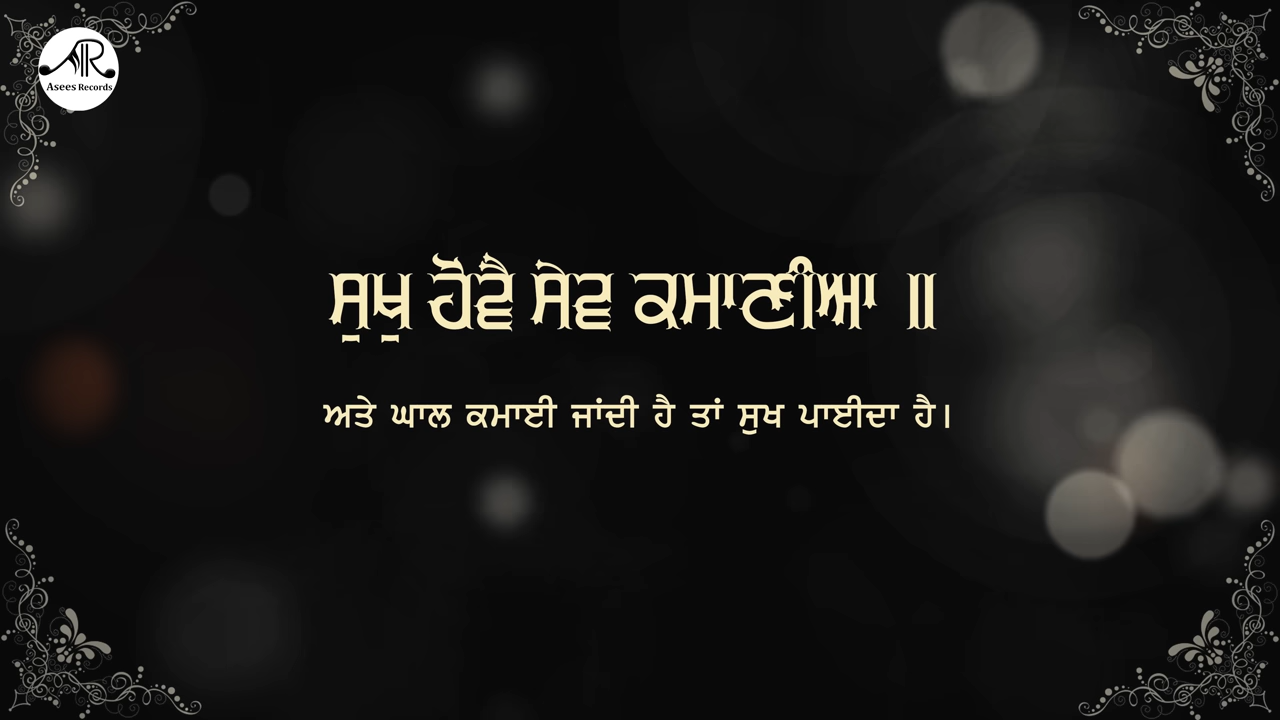 Asees Records
ਸੁਖੁ ਹੋਵੈ ਸੇਵ ਕਮਾਣੀਆ ॥
ਅਤੇ ਘਾਲ ਕਮਾਈ ਜਾਂਦੀ ਹੈ ਤਾਂ ਸੁਖ ਪਾਈਦਾ ਹੈ।